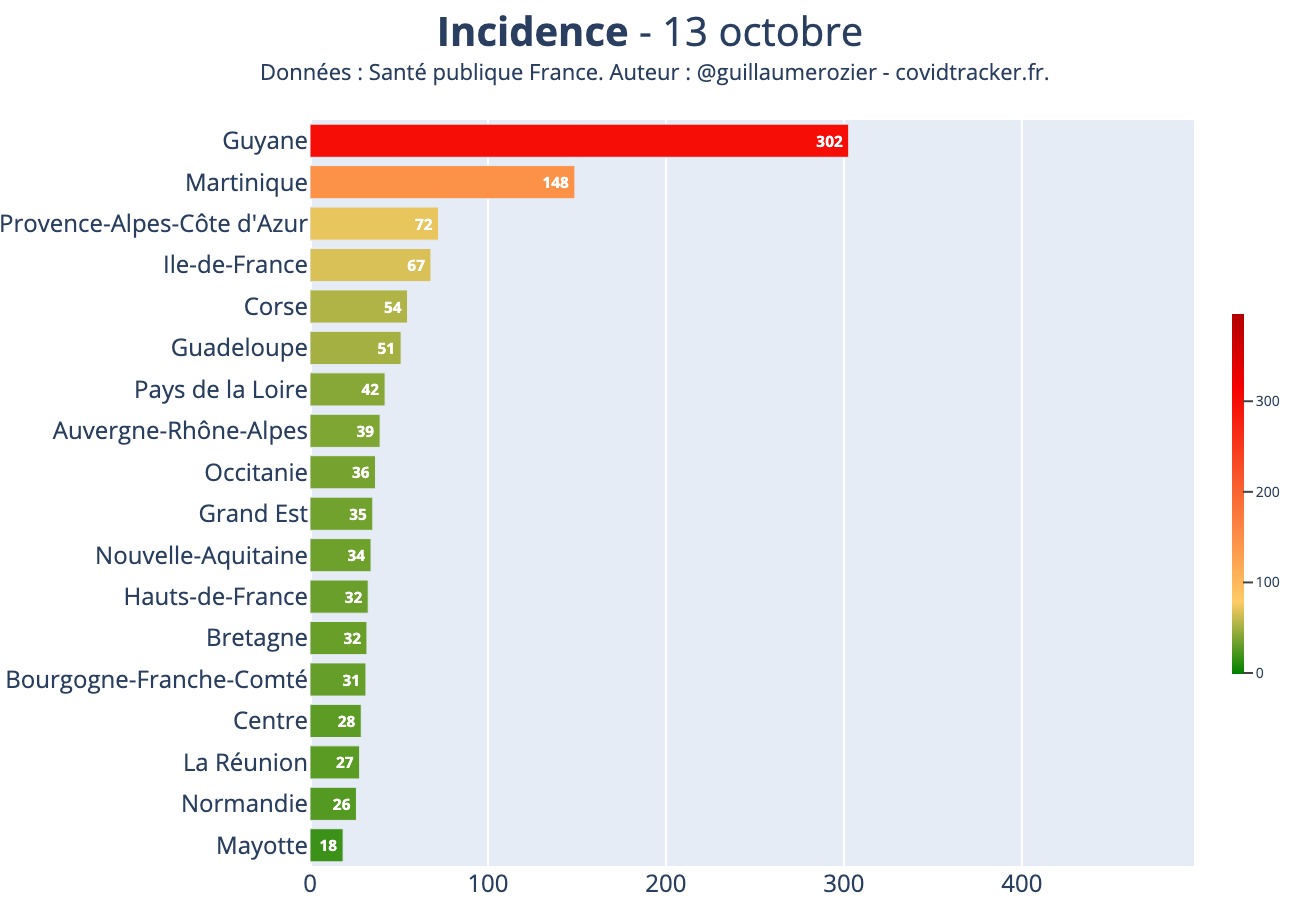 Incidence - 13 octobre
Données : Santé publique France. Auteur : @guillaumerozier - covidtracker.fr.
Guyane 302
Martinique 148
Provence-Alpes-Côte d'Azur 72
Ile-de-France 67
Corse 54
Guadeloupe 51
Pays de la Loire 42
Auvergne-Rhône-Alpes 39
Occitanie 36
Grand Est 35
Nouvelle-Aquitaine 34
Hauts-de-France 32
Bretagne 32
Bourgogne-Franche-Comté 31
Centre 28
La Réunion 27
Normandie 26
Mayotte 18
0 100 200 300 400
300
200
100
0